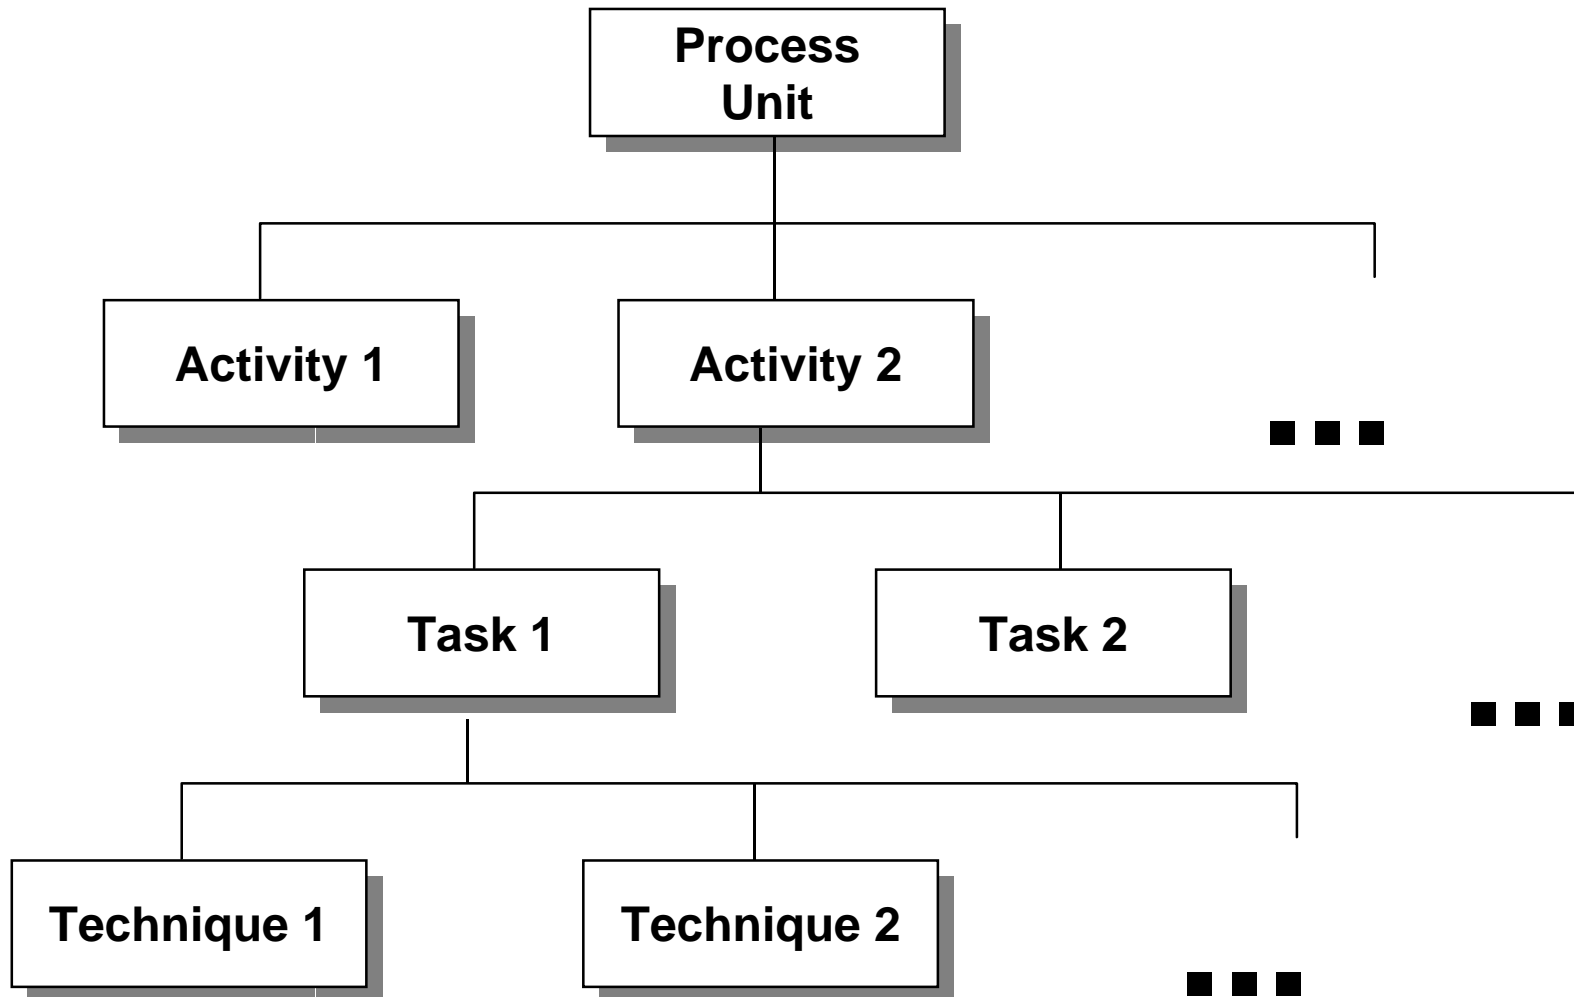 Process
Unit
Activity 1
Activity 2
Task 1
Task 2
Technique 1
Technique 2